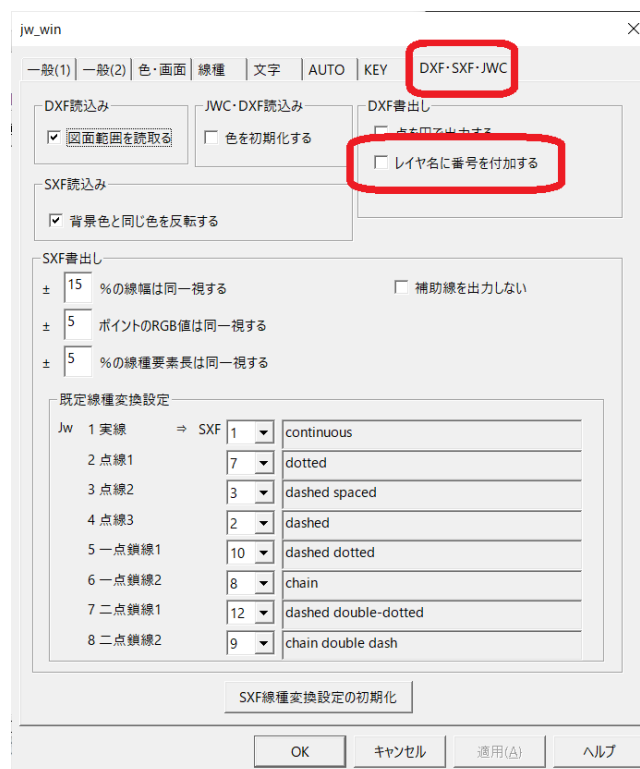 jw_win
一般(1) 一般(2) 色・画面 線種 文字 AUTO KEY DXF・SXF・JWC
DXF読込み JWC・DXF読込み DXF書出し
図面範囲を読取る 色を初期化する 点を円で出力する
レイヤ名に番号を付加する
SXF読込み
背景色と同じ色を反転する
SXF書出し
± 15 %の線幅は同一視する 補助線を出力しない
± 5 ポイントのRGB値は同一視する
± 5 %の線種要素長は同一視する
既定線種変換設定
Jw 1 実線 ⇒ SXF 1 continuous
2 点線1 7 dotted
3 点線2 3 dashed spaced
4 点線3 2 dashed
5 一点鎖線1 10 dashed dotted
6 一点鎖線2 8 chain
7 二点鎖線1 12 dashed double-dotted
8 二点鎖線2 9 chain double dash
SXF線種変換設定の初期化
OK キャンセル 適用(A) ヘルプ